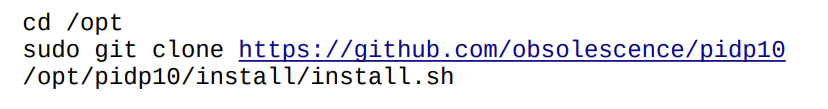 cd /opt
sudo git clone https://github.com/obsolescence/pidp10
/opt/pidp10/install/install.sh